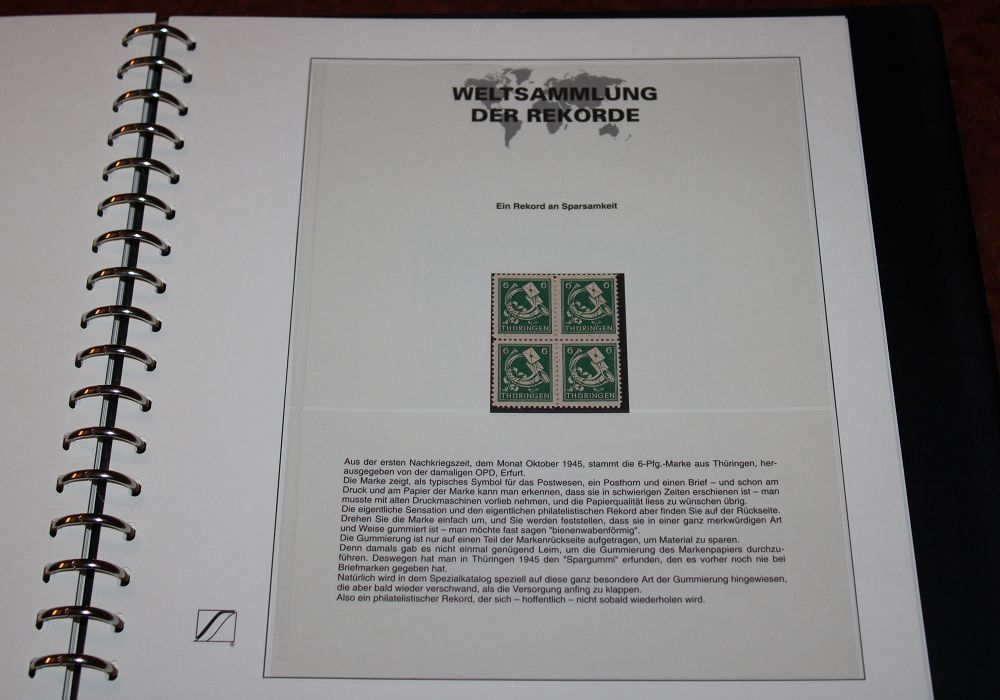 WELTSAMMLUNG
DER REKORDE
Ein Rekord an Sparsamkeit
6 6 6 6
THÜRINGEN THÜRINGEN
6 6 6 6
THÜRINGEN THÜRINGEN
Aus der ersten Nachkriegszeit, dem Monat Oktober 1945, stammt die 6-Pfg.-Marke aus Thüringen, her-
ausgegeben von der damaligen OPD, Erfurt.
Die Marke zeigt, als typisches Symbol für das Postwesen, ein Posthorn und einen Brief – und schon am
Druck und am Papier der Marke kann man erkennen, dass sie in schwierigen Zeiten erschienen ist – man
musste mit alten Druckmaschinen vorlieb nehmen, und die Papierqualität liess zu wünschen übrig.
Die eigentliche Sensation und den eigentlichen philatelistischen Rekord aber finden Sie auf der Rückseite.
Drehen Sie die Marke einfach um, und Sie werden feststellen, dass sie in einer ganz merkwürdigen Art
und Weise gummiert ist – man möchte fast sagen "bienenwabenförmig".
Die Gummierung ist nur auf einen Teil der Markenrückseite aufgetragen, um Material zu sparen.
Denn damals gab es nicht einmal genügend Leim, um die Gummierung des Markenpapiers durchzu-
führen. Deswegen hat man in Thüringen 1945 den "Spargummi" erfunden, den es vorher noch nie bei
Briefmarken gegeben hat.
Natürlich wird in dem Spezialkatalog speziell auf diese ganz besondere Art der Gummierung hingewiesen,
die aber bald wieder verschwand, als die Versorgung anfing zu klappen.
Also ein philatelistischer Rekord, der sich – hoffentlich – nicht sobald wiederholen wird.